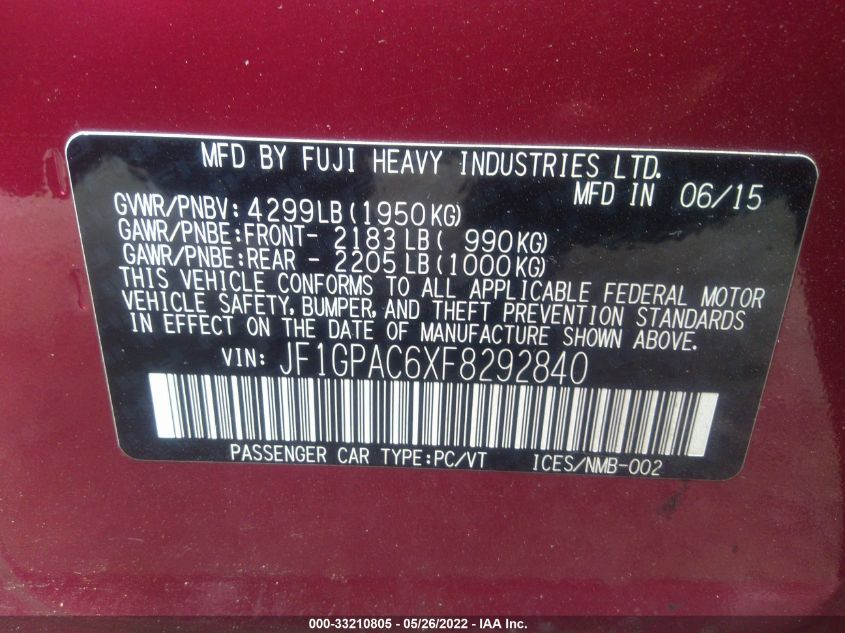 MFD BY FUJI HEAVY INDUSTRIES LTD.
MFD IN 06/15
GVWR/PNBV: 4299LB(1950KG)
GAWR/PNBE:FRONT- 2183LB( 990KG)
GAWR/PNBE:REAR - 2205LB(1000KG)
THIS VEHICLE CONFORMS TO ALL APPLICABLE FEDERAL MOTOR
VEHICLE SAFETY, BUMPER, AND THEFT PREVENTION STANDARDS
IN EFFECT ON THE DATE OF MANUFACTURE SHOWN ABOVE.
VIN: JF1GPAC6XF8292840
PASSENGER CAR TYPE:PC/VT ICES/NMB-002
000-33210805 - 05/26/2022 - IAA Inc.